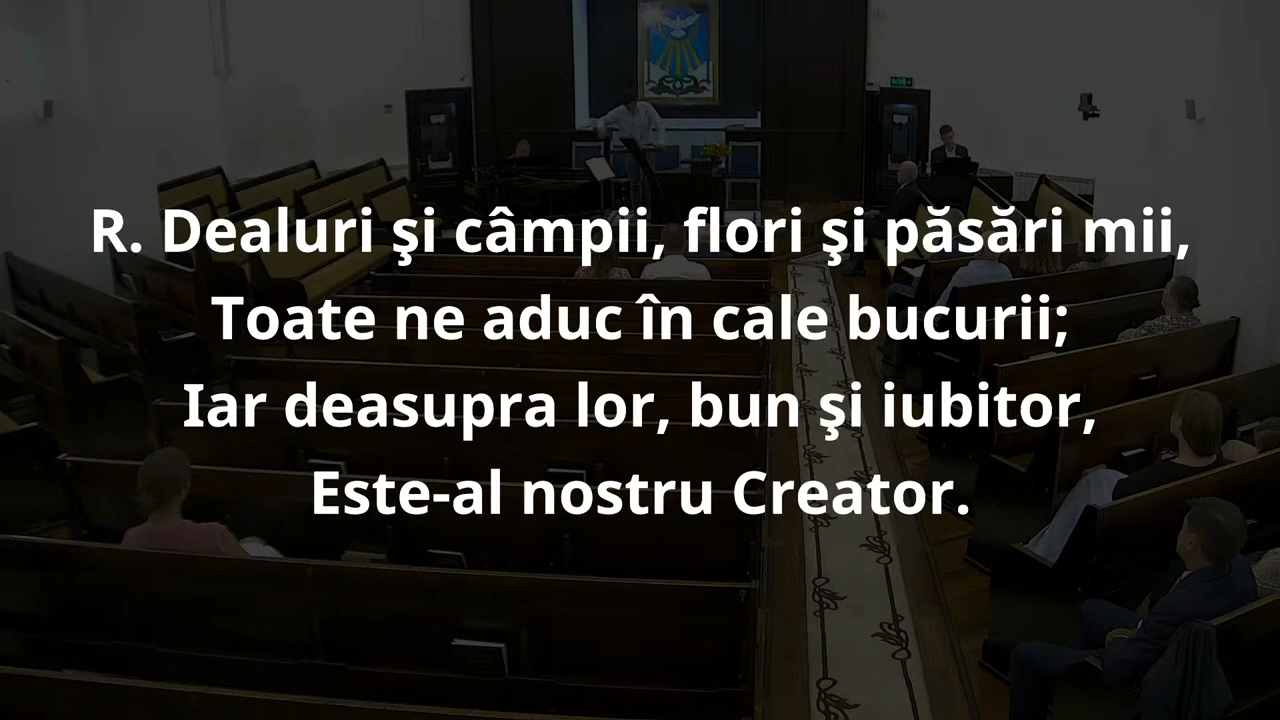 R. Dealuri şi câmpii, flori şi păsări mii,
Toate ne aduc în cale bucurii;
Iar deasupra lor, bun şi iubitor,
Este-al nostru Creator.